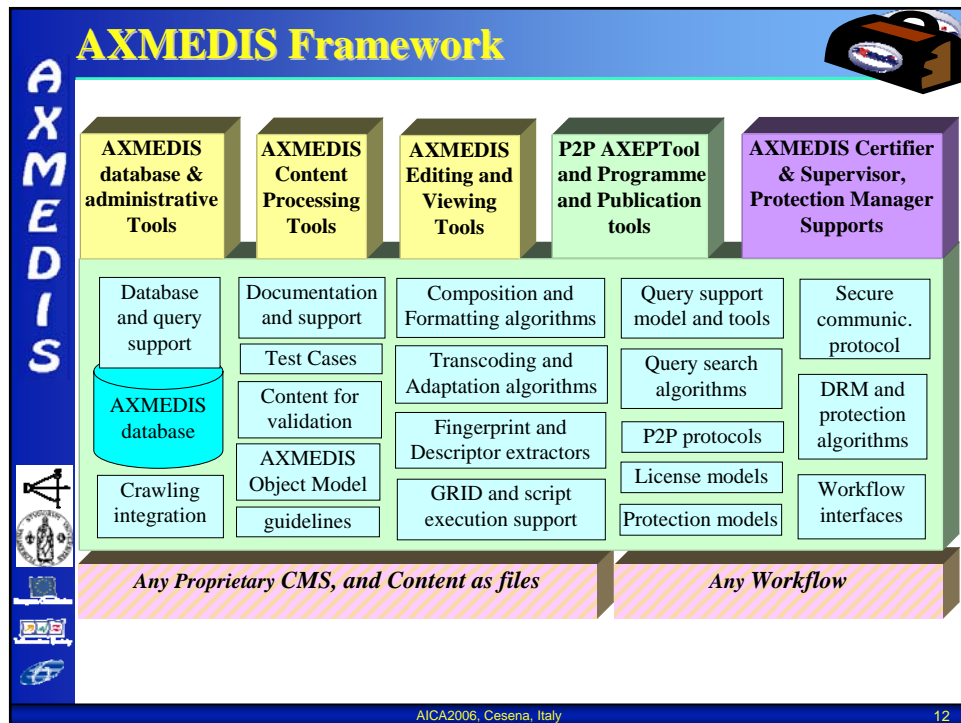 AXMEDIS Framework
AXMEDIS
AXMEDIS
database &
administrative
Tools
AXMEDIS
Content
Processing
Tools
AXMEDIS
Editing and
Viewing
Tools
P2P AXEPTool
and Programme
and Publication
tools
AXMEDIS Certifier
& Supervisor,
Protection Manager
Supports
Database
and query
support
AXMEDIS
database
Crawling
integration
Documentation
and support
Test Cases
Content for
validation
AXMEDIS
Object Model
guidelines
Composition and
Formatting algorithms
Transcoding and
Adaptation algorithms
Fingerprint and
Descriptor extractors
GRID and script
execution support
Query support
model and tools
Query search
algorithms
P2P protocols
License models
Protection models
Secure
communic.
protocol
DRM and
protection
algorithms
Workflow
interfaces
Any Proprietary CMS, and Content as files
Any Workflow
AICA2006, Cesena, Italy
12